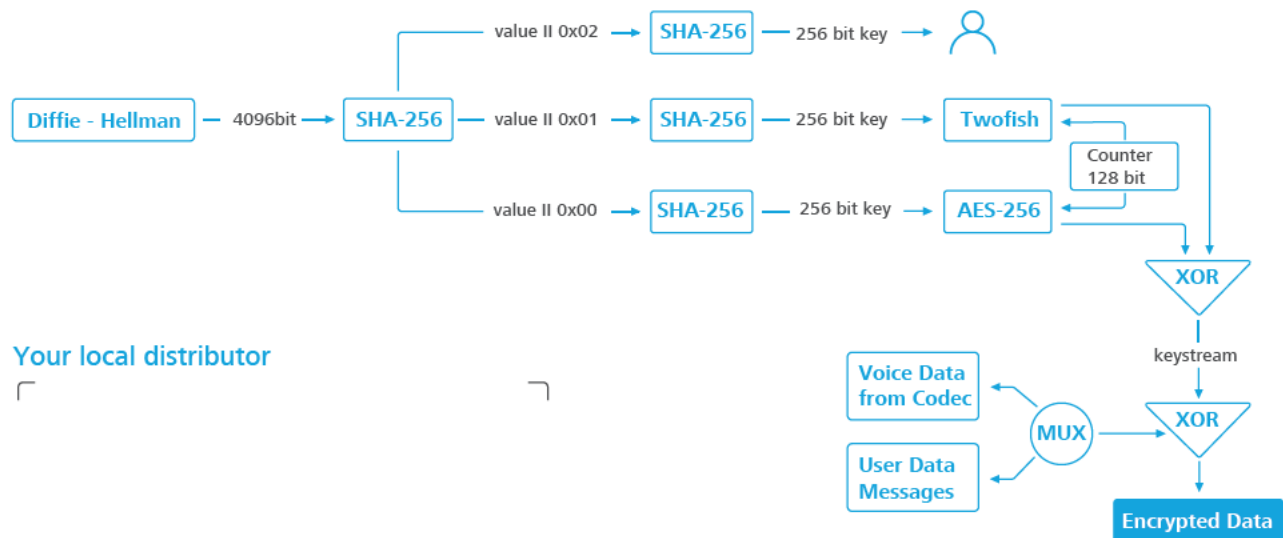 value II 0x02
SHA-256
256 bit key
Diffie - Hellman
4096bit
SHA-256
value II 0x01
SHA-256
256 bit key
Twofish
Counter
128 bit
value II 0x00
SHA-256
256 bit key
AES-256
XOR
Your local distributor
keystream
Voice Data
from Codec
MUX
XOR
User Data
Messages
Encrypted Data